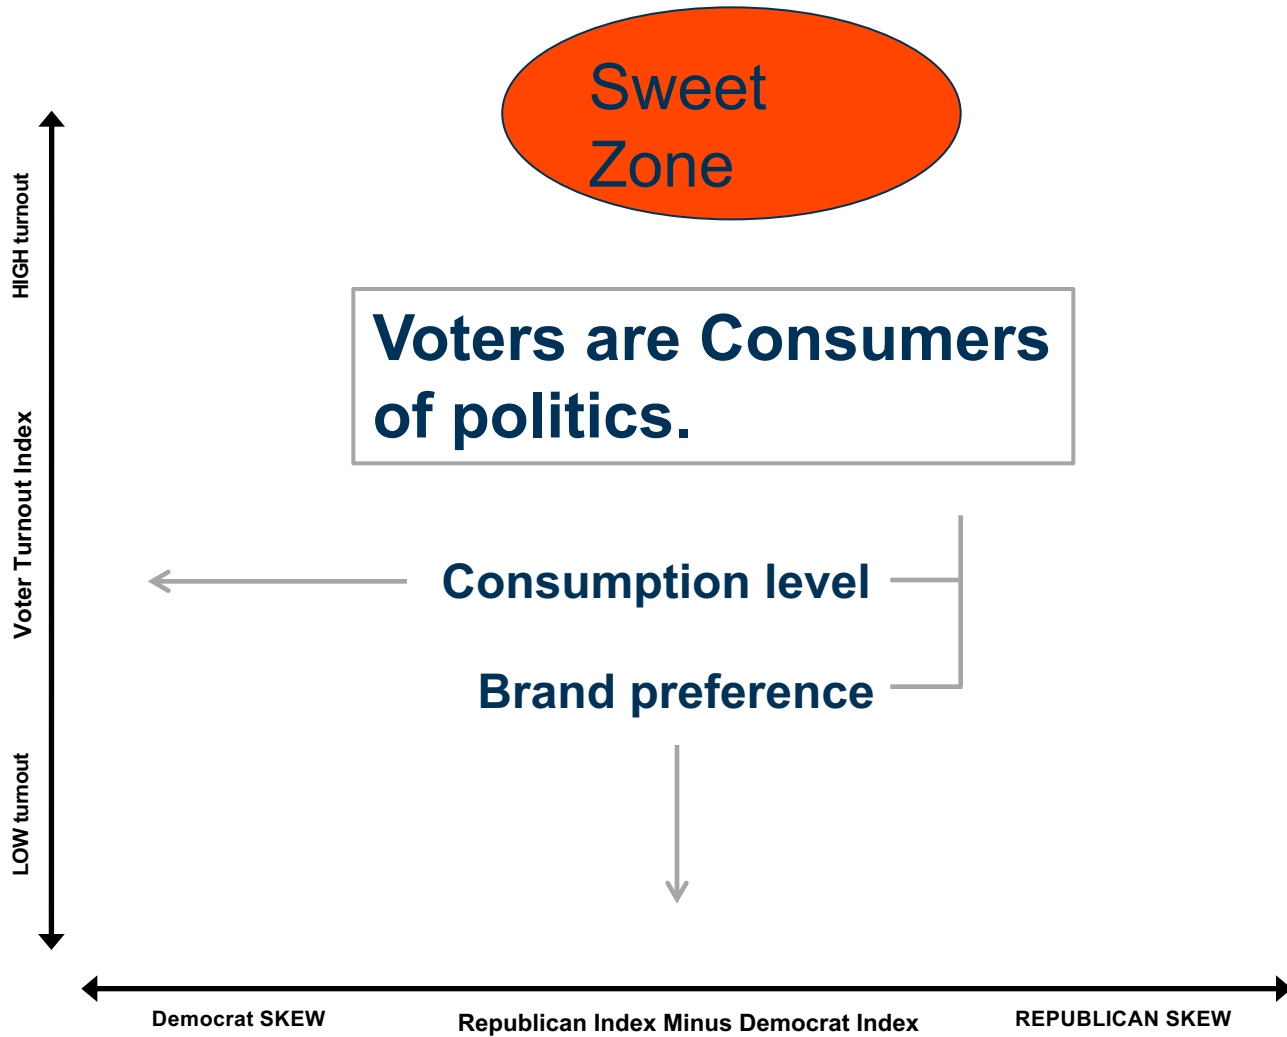 Sweet
Zone
HIGH turnout
Voters are Consumers
of politics.
Voter Turnout Index
Consumption level
Brand preference
LOW turnout
Democrat SKEW
Republican Index Minus Democrat Index
REPUBLICAN SKEW